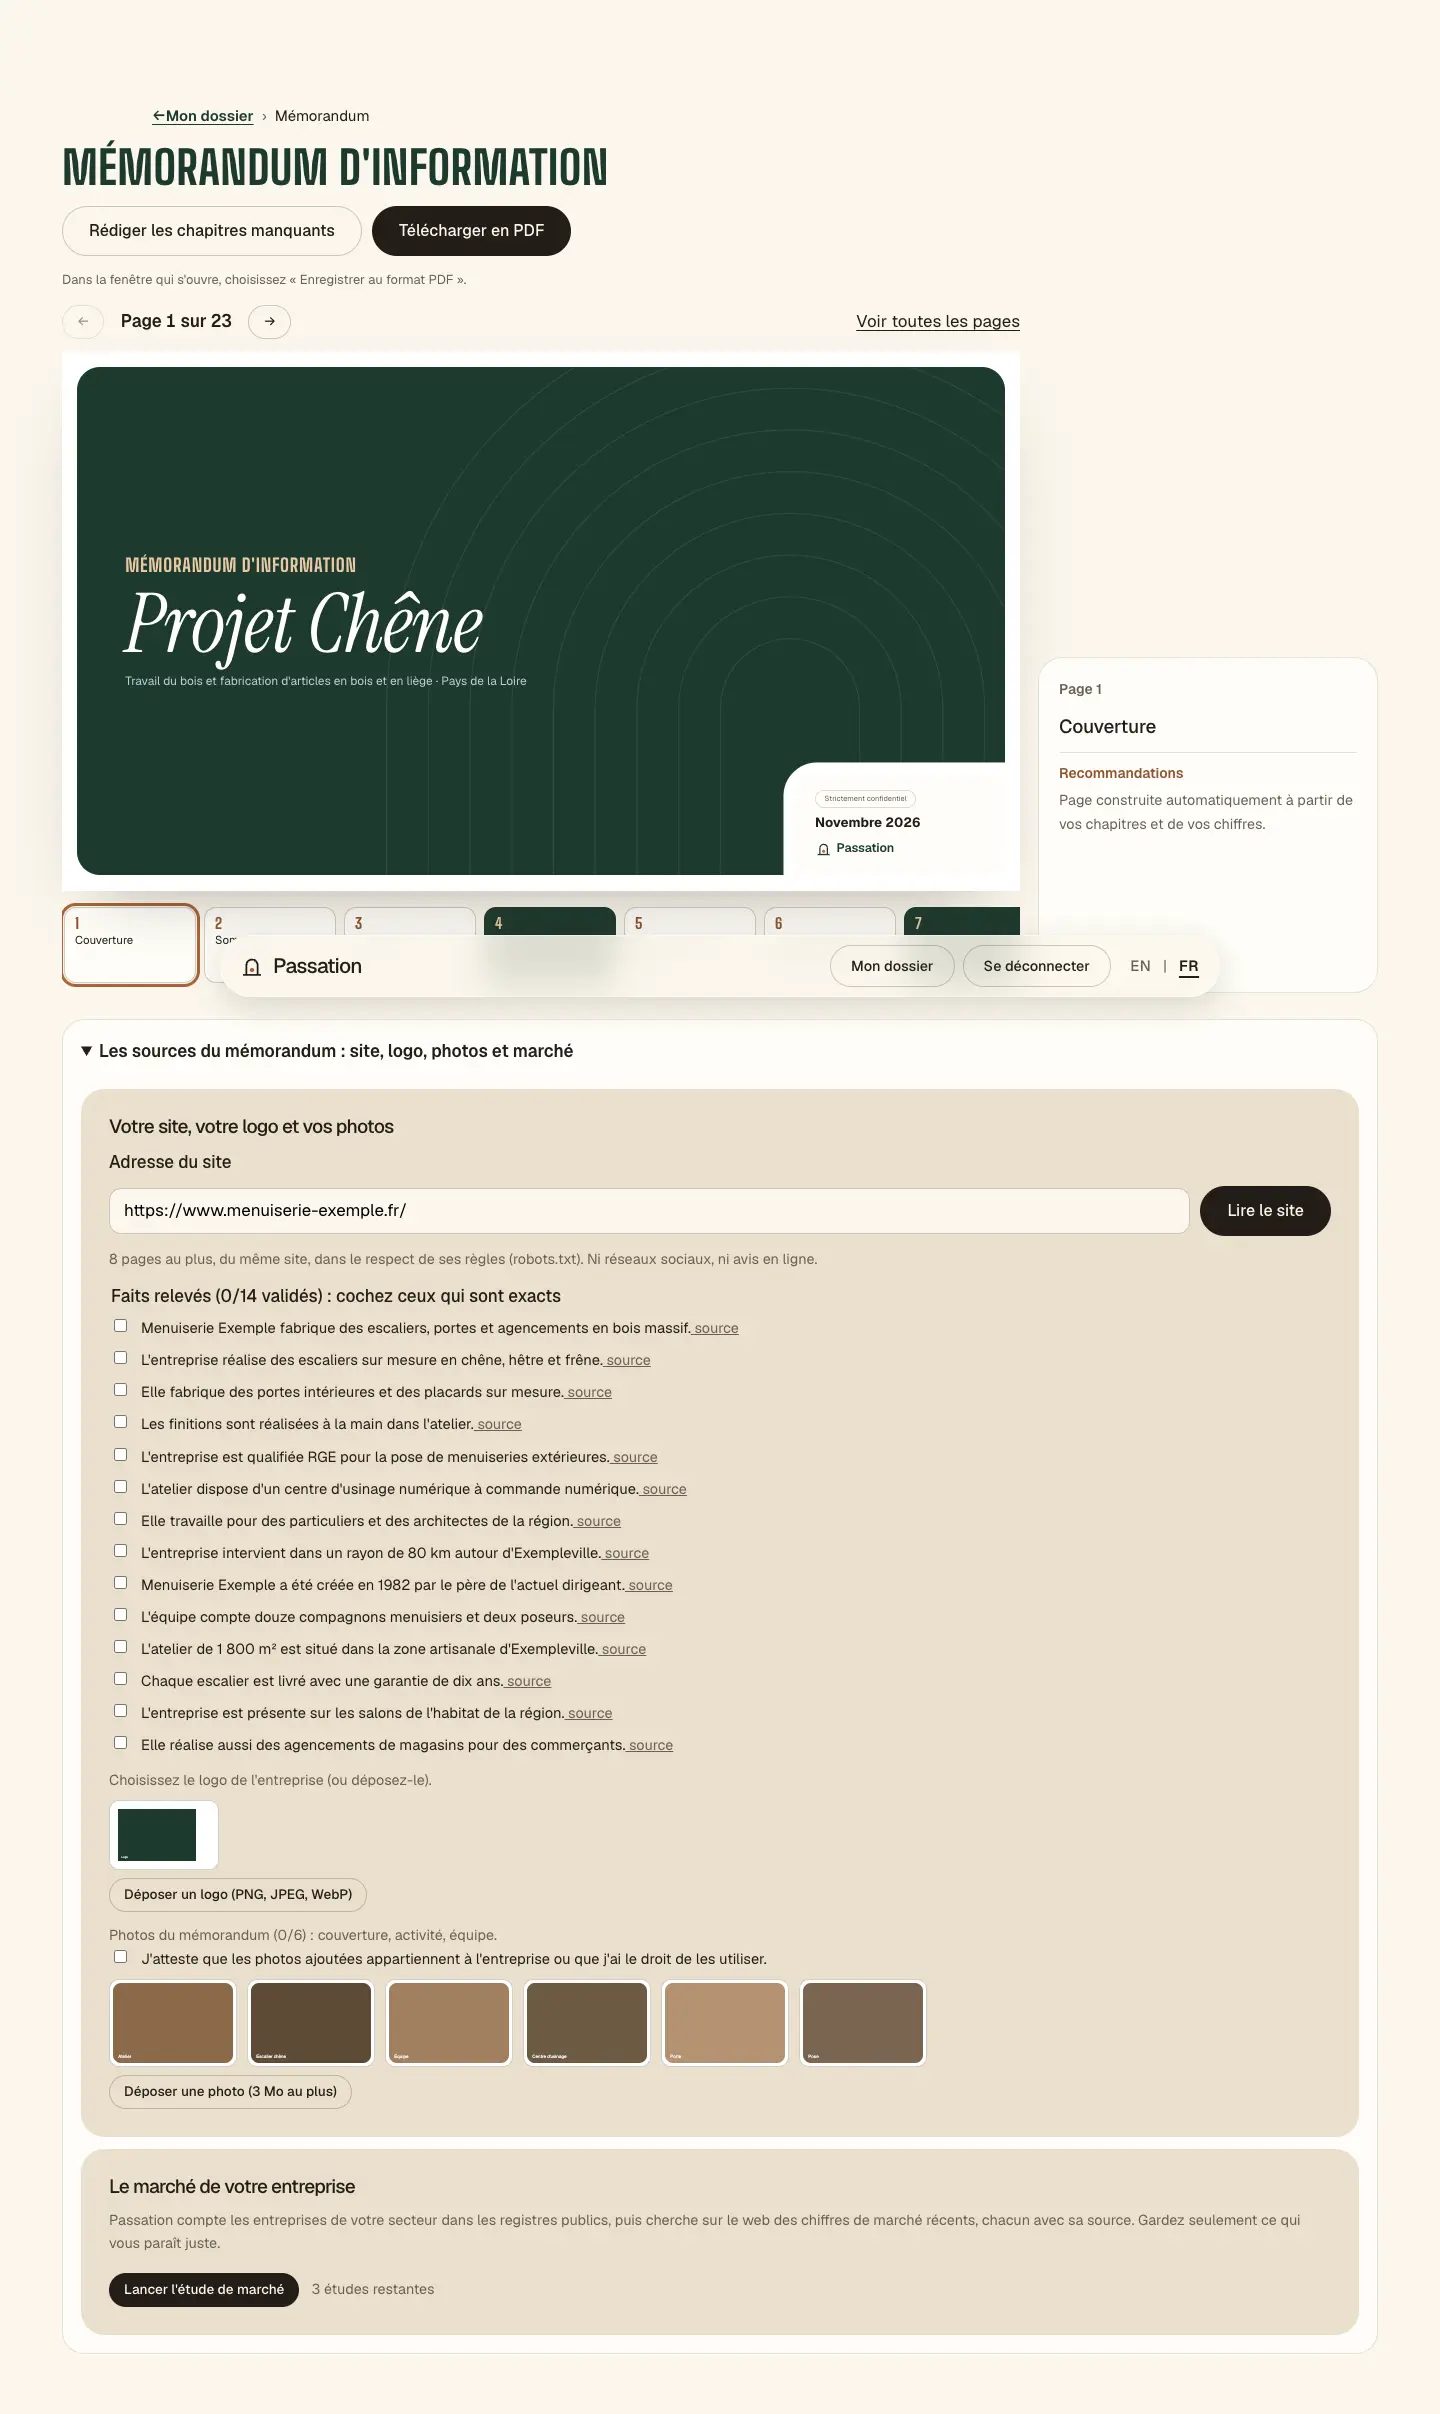 ←Mon dossier › Mémorandum
MÉMORANDUM D'INFORMATION
Rédiger les chapitres manquants
Télécharger en PDF
Dans la fenêtre qui s'ouvre, choisissez « Enregistrer au format PDF ».
← Page 1 sur 23 →
Voir toutes les pages
MÉMORANDUM D'INFORMATION
Projet Chêne
Travail du bois et fabrication d'articles en bois et en liège · Pays de la Loire
Strictement confidentiel
Novembre 2026
Passation
Page 1
Couverture
Recommandations
Page construite automatiquement à partir de
vos chapitres et de vos chiffres.
1
Couverture
2
3
4
5
6
7
Passation
Mon dossier
Se déconnecter
EN | FR
▼ Les sources du mémorandum : site, logo, photos et marché
Votre site, votre logo et vos photos
Adresse du site
https://www.menuiserie-exemple.fr/
Lire le site
8 pages au plus, du même site, dans le respect de ses règles (robots.txt). Ni réseaux sociaux, ni avis en ligne.
Faits relevés (0/14 validés) : cochez ceux qui sont exacts
Menuiserie Exemple fabrique des escaliers, portes et agencements en bois massif. source
L'entreprise réalise des escaliers sur mesure en chêne, hêtre et frêne. source
Elle fabrique des portes intérieures et des placards sur mesure. source
Les finitions sont réalisées à la main dans l'atelier. source
L'entreprise est qualifiée RGE pour la pose de menuiseries extérieures. source
L'atelier dispose d'un centre d'usinage numérique à commande numérique. source
Elle travaille pour des particuliers et des architectes de la région. source
L'entreprise intervient dans un rayon de 80 km autour d'Exempleville. source
Menuiserie Exemple a été créée en 1982 par le père de l'actuel dirigeant. source
L'équipe compte douze compagnons menuisiers et deux poseurs. source
L'atelier de 1 800 m² est situé dans la zone artisanale d'Exempleville. source
Chaque escalier est livré avec une garantie de dix ans. source
L'entreprise est présente sur les salons de l'habitat de la région. source
Elle réalise aussi des agencements de magasins pour des commerçants. source
Choisissez le logo de l'entreprise (ou déposez-le).
Logo
Déposer un logo (PNG, JPEG, WebP)
Photos du mémorandum (0/6) : couverture, activité, équipe.
J'atteste que les photos ajoutées appartiennent à l'entreprise ou que j'ai le droit de les utiliser.
Atelier
Escalier chêne
Équipe
Centre d'usinage
Porte
Pose
Déposer une photo (3 Mo au plus)
Le marché de votre entreprise
Passation compte les entreprises de votre secteur dans les registres publics, puis cherche sur le web des chiffres de marché récents, chacun avec sa source. Gardez seulement ce qui
vous paraît juste.
Lancer l'étude de marché
3 études restantes